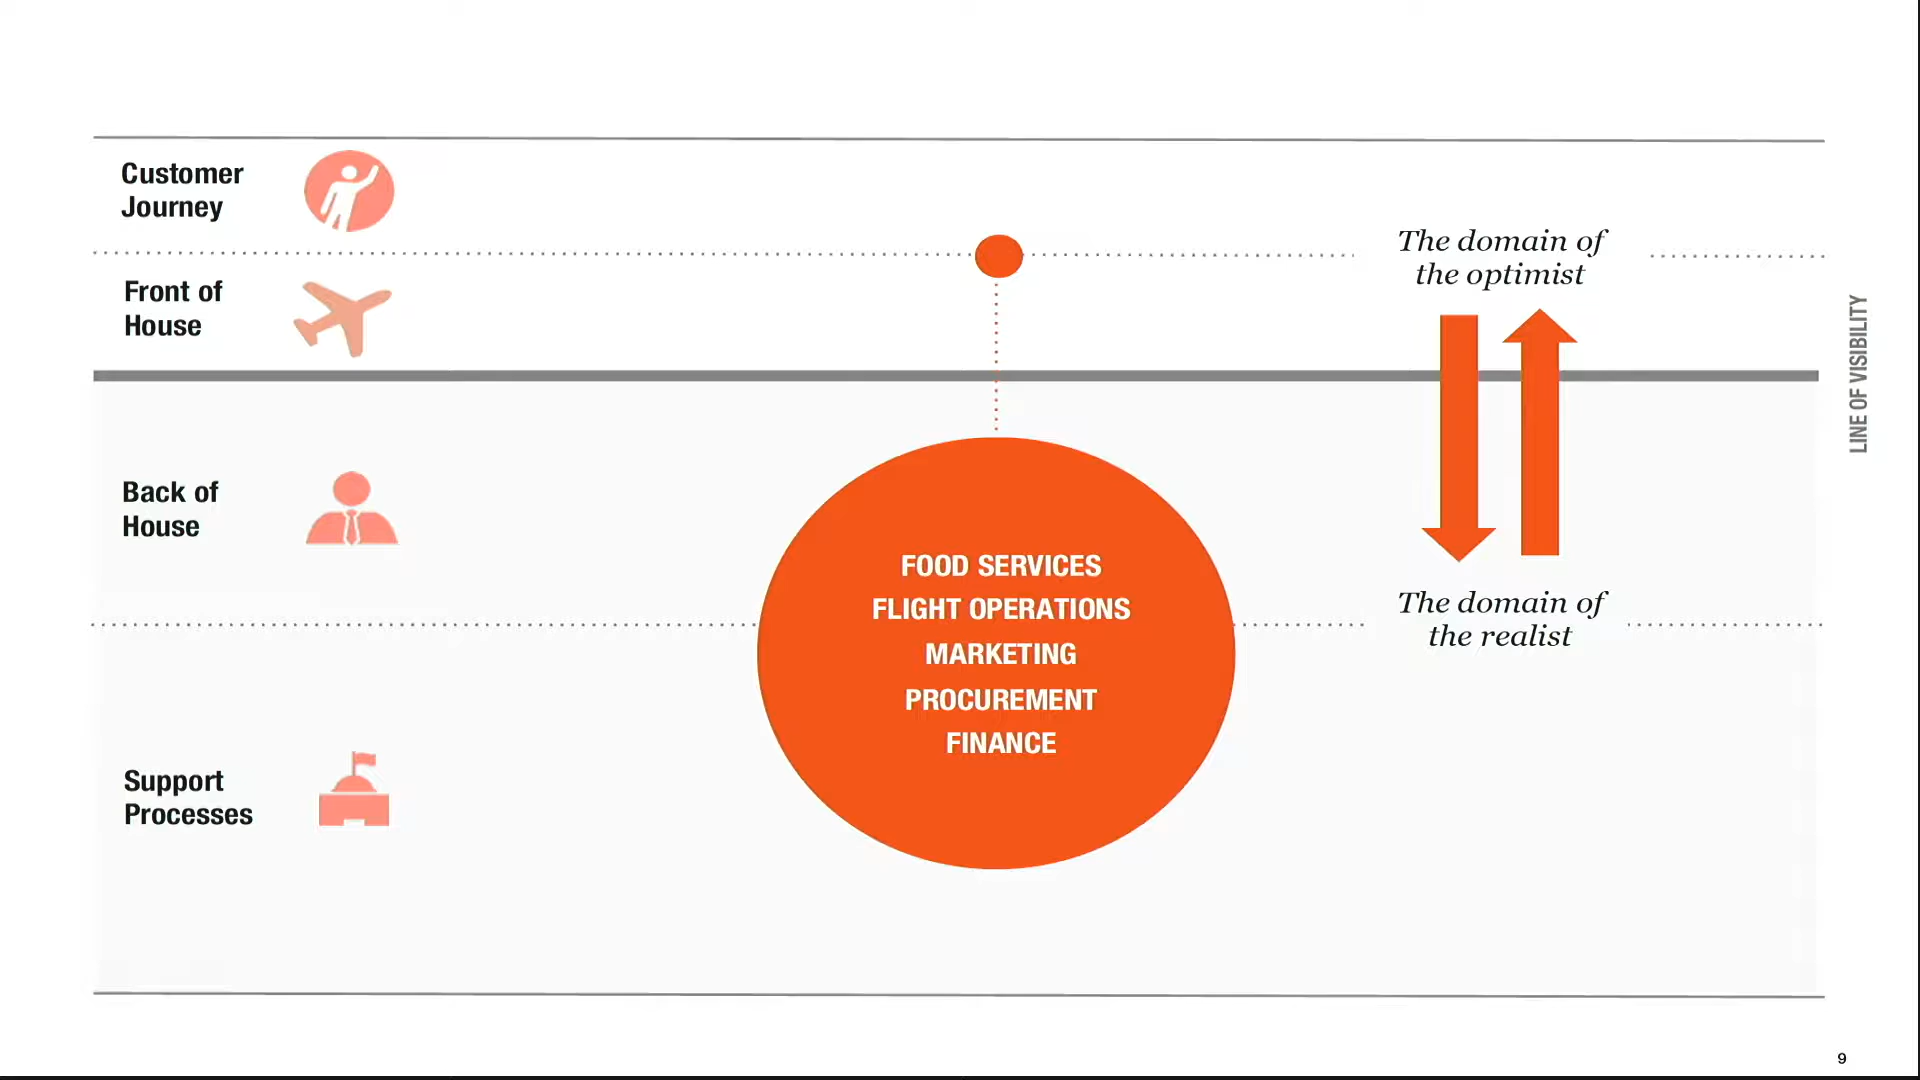 Customer
Journey
The domain of
the optimist
Front of
House
LINE OF VISIBILITY
Back of
House
FOOD SERVICES
FLIGHT OPERATIONS
MARKETING
PROCUREMENT
FINANCE
The domain of
the realist
Support
Processes
9